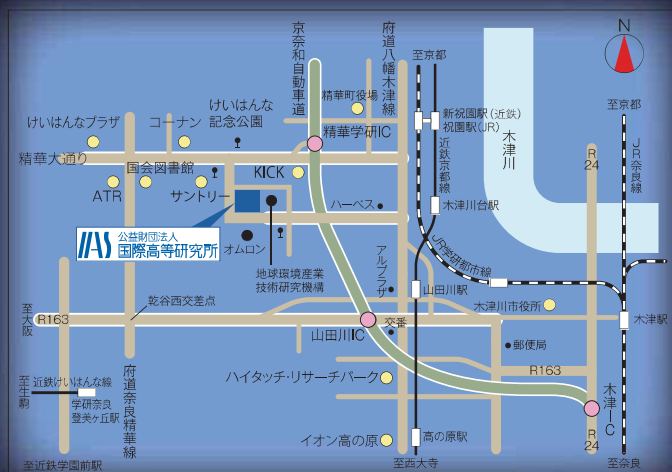 N
京奈和自動車道
府道八幡木津線
至京都
至京都
精華町役場
けいはんな
記念公園
けいはんなプラザ
コーナン
新祝園駅(近鉄)
祝園駅(JR)
木津川
R
24
JR奈良線
精華学研IC
精華大通り
国会図書館
KICK
近鉄京都線
ATR
サントリー
ハーベス
木津川台駅
IIAS
公益財団法人
国際高等研究所
オムロン
地球環境産業
技術研究機構
アルプラザ
JR学研都市線
山田川駅
木津川市役所
至大阪
R163
乾谷西交差点
山田川IC
交番
木津駅
郵便局
R163
至生駒
近鉄けいはんな線
学研奈良
登美ヶ丘駅
府道奈良精華線
ハイタッチ・リサーチパーク
木津IC
イオン高の原
高の原駅
R
24
至近鉄学園前駅
至西大寺
至奈良